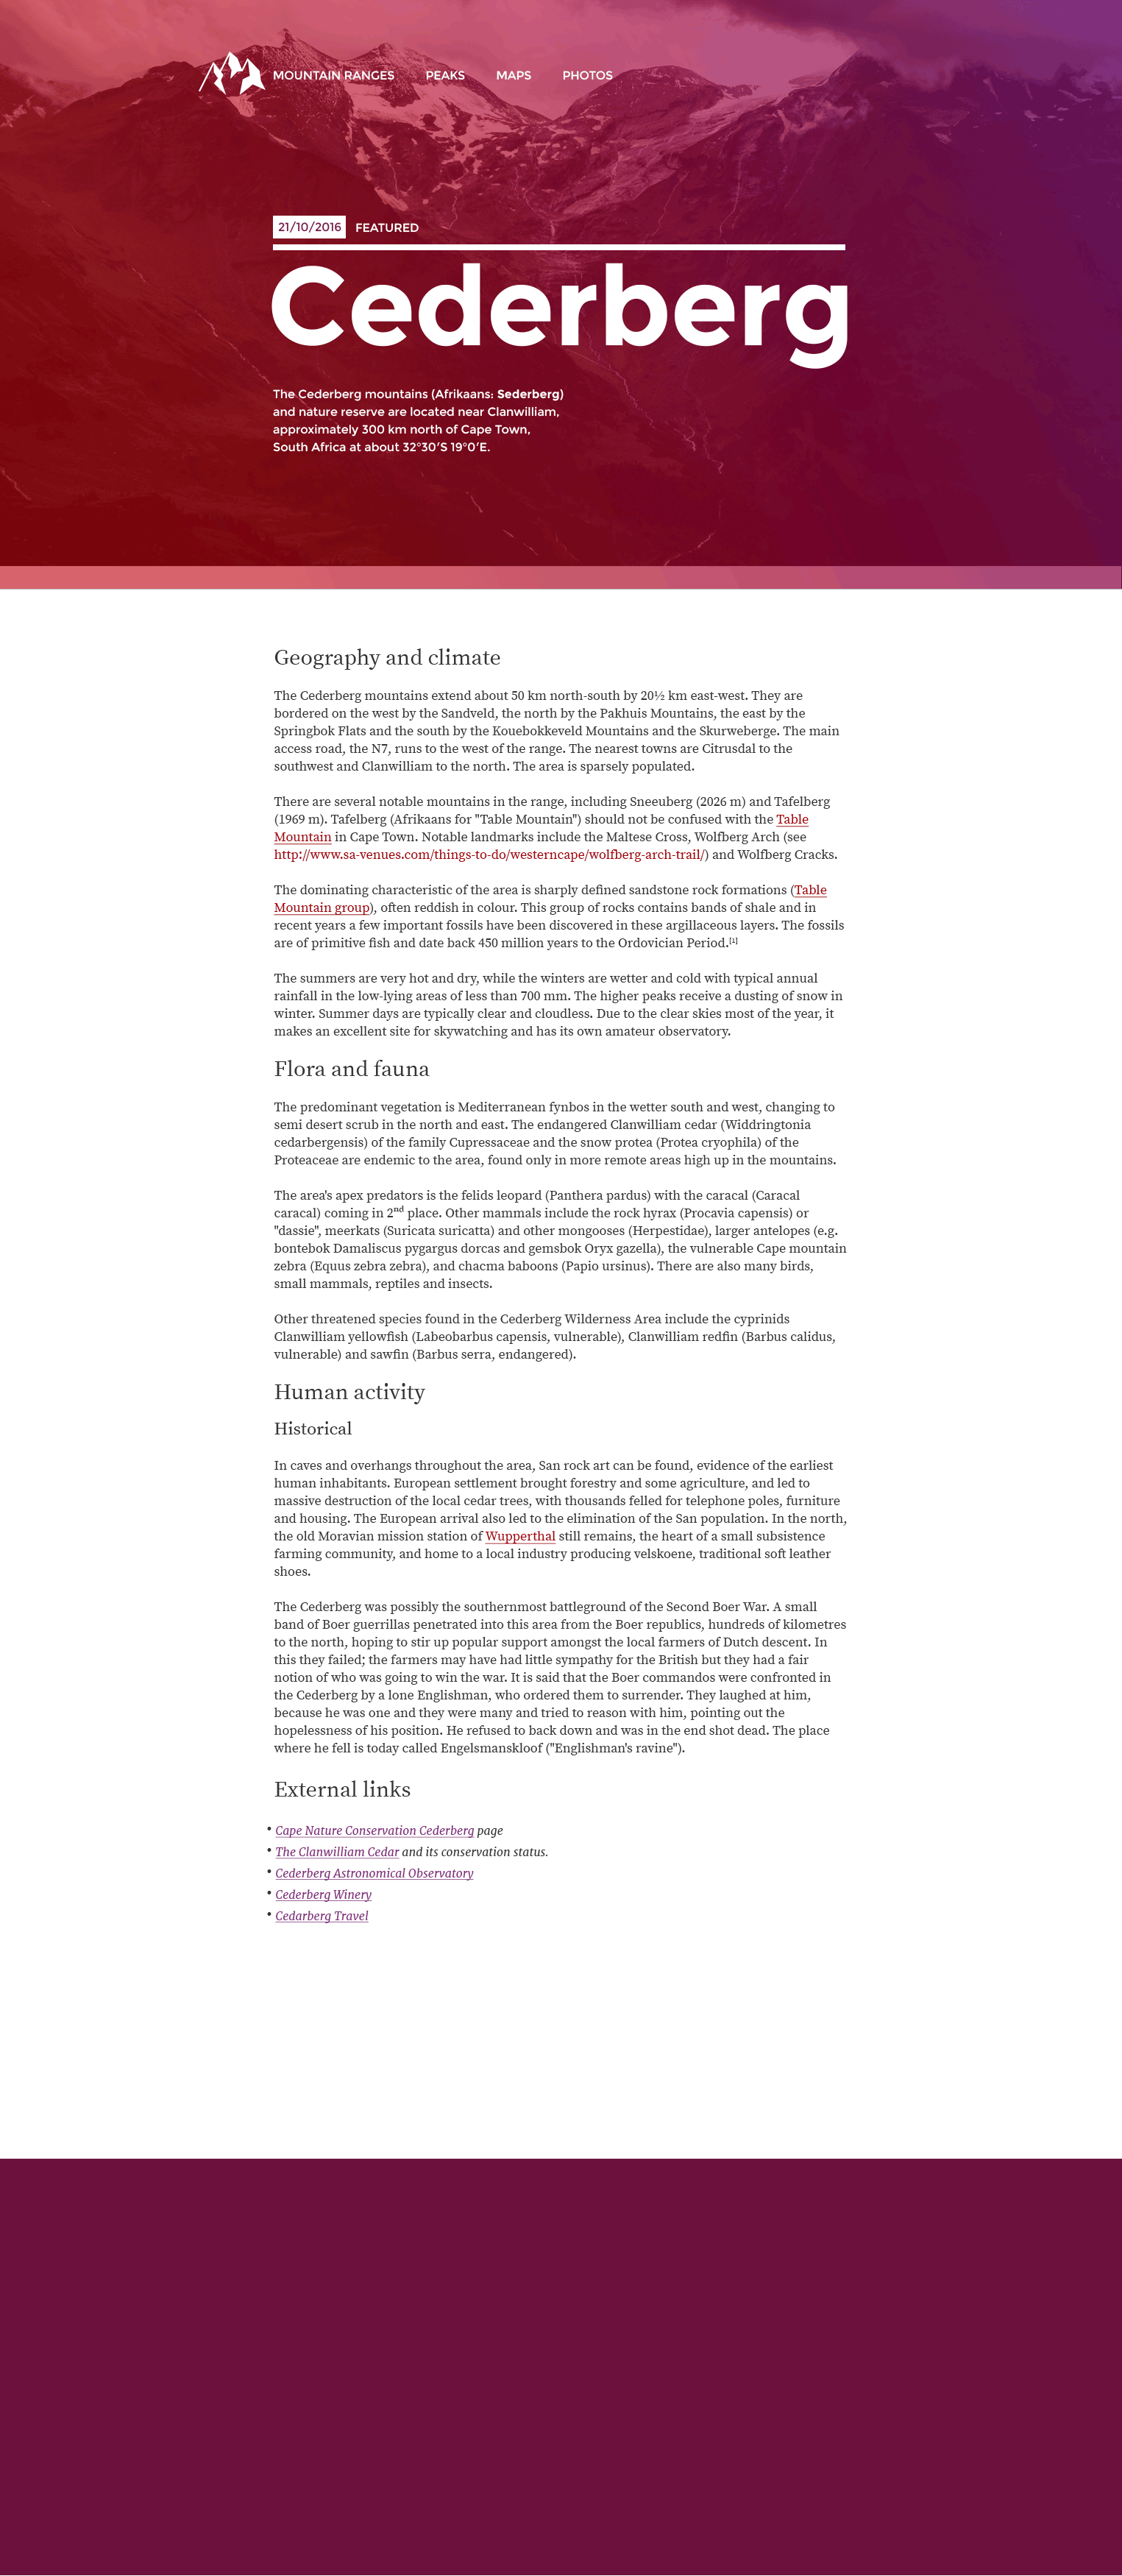 MOUNTAIN RANGES PEAKS MAPS PHOTOS
21/10/2016 FEATURED
Cederberg
The Cederberg mountains (Afrikaans: Sederberg)
and nature reserve are located near Clanwilliam,
approximately 300 km north of Cape Town,
South Africa at about 32°30′S 19°0′E.
Geography and climate
The Cederberg mountains extend about 50 km north-south by 20½ km east-west. They are
bordered on the west by the Sandveld, the north by the Pakhuis Mountains, the east by the
Springbok Flats and the south by the Kouebokkeveld Mountains and the Skurweberge. The main
access road, the N7, runs to the west of the range. The nearest towns are Citrusdal to the
southwest and Clanwilliam to the north. The area is sparsely populated.
There are several notable mountains in the range, including Sneeuberg (2026 m) and Tafelberg
(1969 m). Tafelberg (Afrikaans for "Table Mountain") should not be confused with the Table
Mountain in Cape Town. Notable landmarks include the Maltese Cross, Wolfberg Arch (see
http://www.sa-venues.com/things-to-do/westerncape/wolfberg-arch-trail/) and Wolfberg Cracks.
The dominating characteristic of the area is sharply defined sandstone rock formations (Table
Mountain group), often reddish in colour. This group of rocks contains bands of shale and in
recent years a few important fossils have been discovered in these argillaceous layers. The fossils
are of primitive fish and date back 450 million years to the Ordovician Period.[1]
The summers are very hot and dry, while the winters are wetter and cold with typical annual
rainfall in the low-lying areas of less than 700 mm. The higher peaks receive a dusting of snow in
winter. Summer days are typically clear and cloudless. Due to the clear skies most of the year, it
makes an excellent site for skywatching and has its own amateur observatory.
Flora and fauna
The predominant vegetation is Mediterranean fynbos in the wetter south and west, changing to
semi desert scrub in the north and east. The endangered Clanwilliam cedar (Widdringtonia
cedarbergensis) of the family Cupressaceae and the snow protea (Protea cryophila) of the
Proteaceae are endemic to the area, found only in more remote areas high up in the mountains.
The area's apex predators is the felids leopard (Panthera pardus) with the caracal (Caracal
caracal) coming in 2nd place. Other mammals include the rock hyrax (Procavia capensis) or
"dassie", meerkats (Suricata suricatta) and other mongooses (Herpestidae), larger antelopes (e.g.
bontebok Damaliscus pygargus dorcas and gemsbok Oryx gazella), the vulnerable Cape mountain
zebra (Equus zebra zebra), and chacma baboons (Papio ursinus). There are also many birds,
small mammals, reptiles and insects.
Other threatened species found in the Cederberg Wilderness Area include the cyprinids
Clanwilliam yellowfish (Labeobarbus capensis, vulnerable), Clanwilliam redfin (Barbus calidus,
vulnerable) and sawfin (Barbus serra, endangered).
Human activity
Historical
In caves and overhangs throughout the area, San rock art can be found, evidence of the earliest
human inhabitants. European settlement brought forestry and some agriculture, and led to
massive destruction of the local cedar trees, with thousands felled for telephone poles, furniture
and housing. The European arrival also led to the elimination of the San population. In the north,
the old Moravian mission station of Wupperthal still remains, the heart of a small subsistence
farming community, and home to a local industry producing velskoene, traditional soft leather
shoes.
The Cederberg was possibly the southernmost battleground of the Second Boer War. A small
band of Boer guerrillas penetrated into this area from the Boer republics, hundreds of kilometres
to the north, hoping to stir up popular support amongst the local farmers of Dutch descent. In
this they failed; the farmers may have had little sympathy for the British but they had a fair
notion of who was going to win the war. It is said that the Boer commandos were confronted in
the Cederberg by a lone Englishman, who ordered them to surrender. They laughed at him,
because he was one and they were many and tried to reason with him, pointing out the
hopelessness of his position. He refused to back down and was in the end shot dead. The place
where he fell is today called Engelsmanskloof ("Englishman's ravine").
External links
• Cape Nature Conservation Cederberg page
• The Clanwilliam Cedar and its conservation status.
• Cederberg Astronomical Observatory
• Cederberg Winery
• Cedarberg Travel